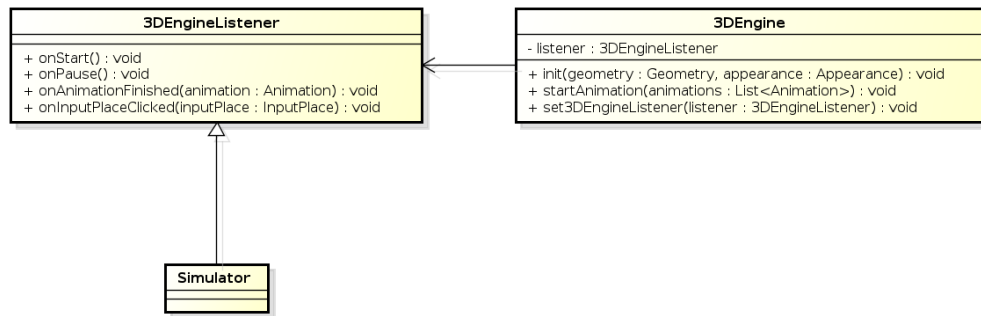 3DEngineListener
+ onStart() : void
+ onPause() : void
+ onAnimationFinished(animation : Animation) : void
+ onInputPlaceClicked(inputPlace : InputPlace) : void
3DEngine
- listener : 3DEngineListener
+ init(geometry : Geometry, appearance : Appearance) : void
+ startAnimation(animations : List<Animation>) : void
+ set3DEngineListener(listener : 3DEngineListener) : void
Simulator